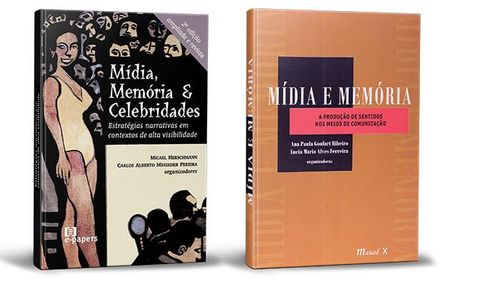 2ª edição
ampliada e revista
Mídia,
Memória &
Celebridades
Estratégias narrativas em
contextos de alta visibilidade
MICAEL HERSCHMANN
CARLOS ALBERTO MESSEDER PEREIRA
organizadores
e-papers
MÍDIA E MEMÓRIA
MÍDIA E MEMÓRIA
A PRODUÇÃO DE SENTIDOS
NOS MEIOS DE COMUNICAÇÃO
Ana Paula Goulart Ribeiro
Lucia Maria Alves Ferreira
organizadoras
Mauad X